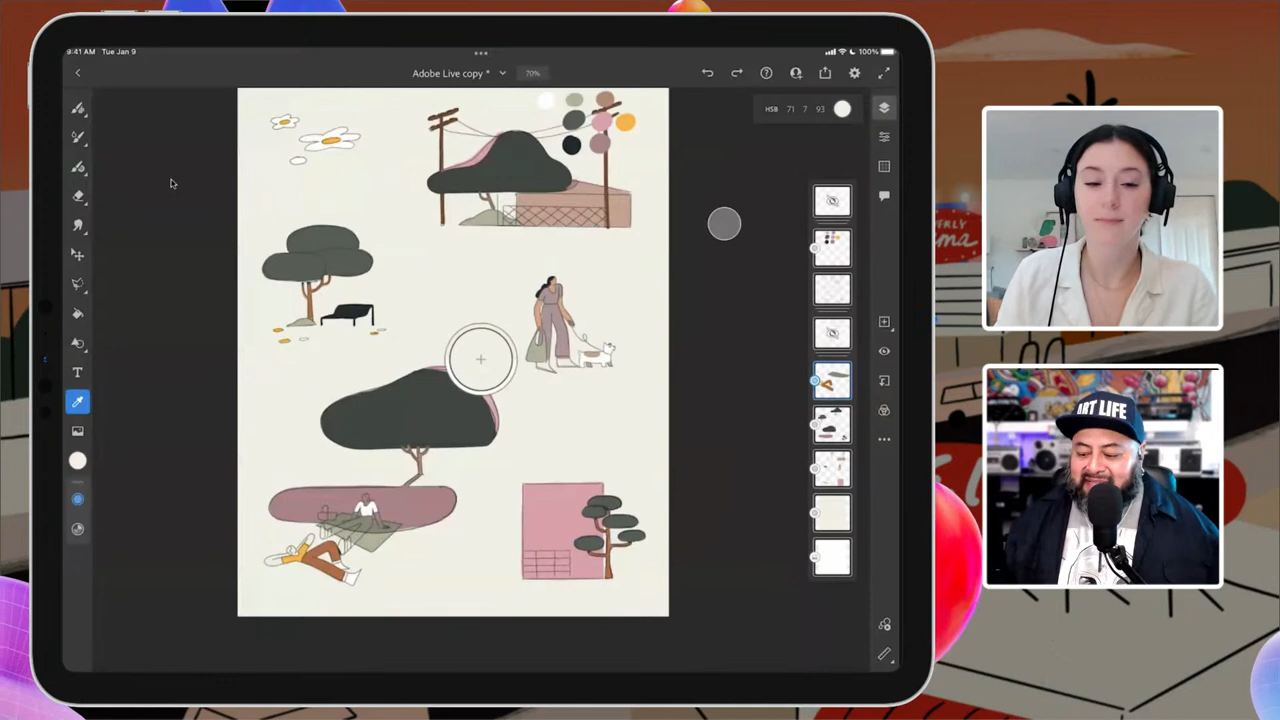 9:41 AM Tue Jan 9
100%
Adobe Live copy *
70%
HSB 71 7 93
T
ART LIFE